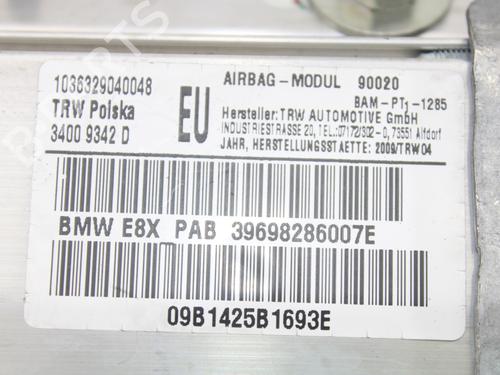 1036329040048
TRW Polska
3400 9342 D
EU
AIRBAG-MODUL 90020
BAM-PT1-1285
Hersteller:TRW AUTOMOTIVE GmbH
INDUSTRIESTRASSE 20, TEL.:07172/302-0, 73551 Alfdorf
JAHR, HERSTELLUNGSSTAETTE: 2009/TRW04
BMW E8X PAB 39698286007E
09B1425B1693E